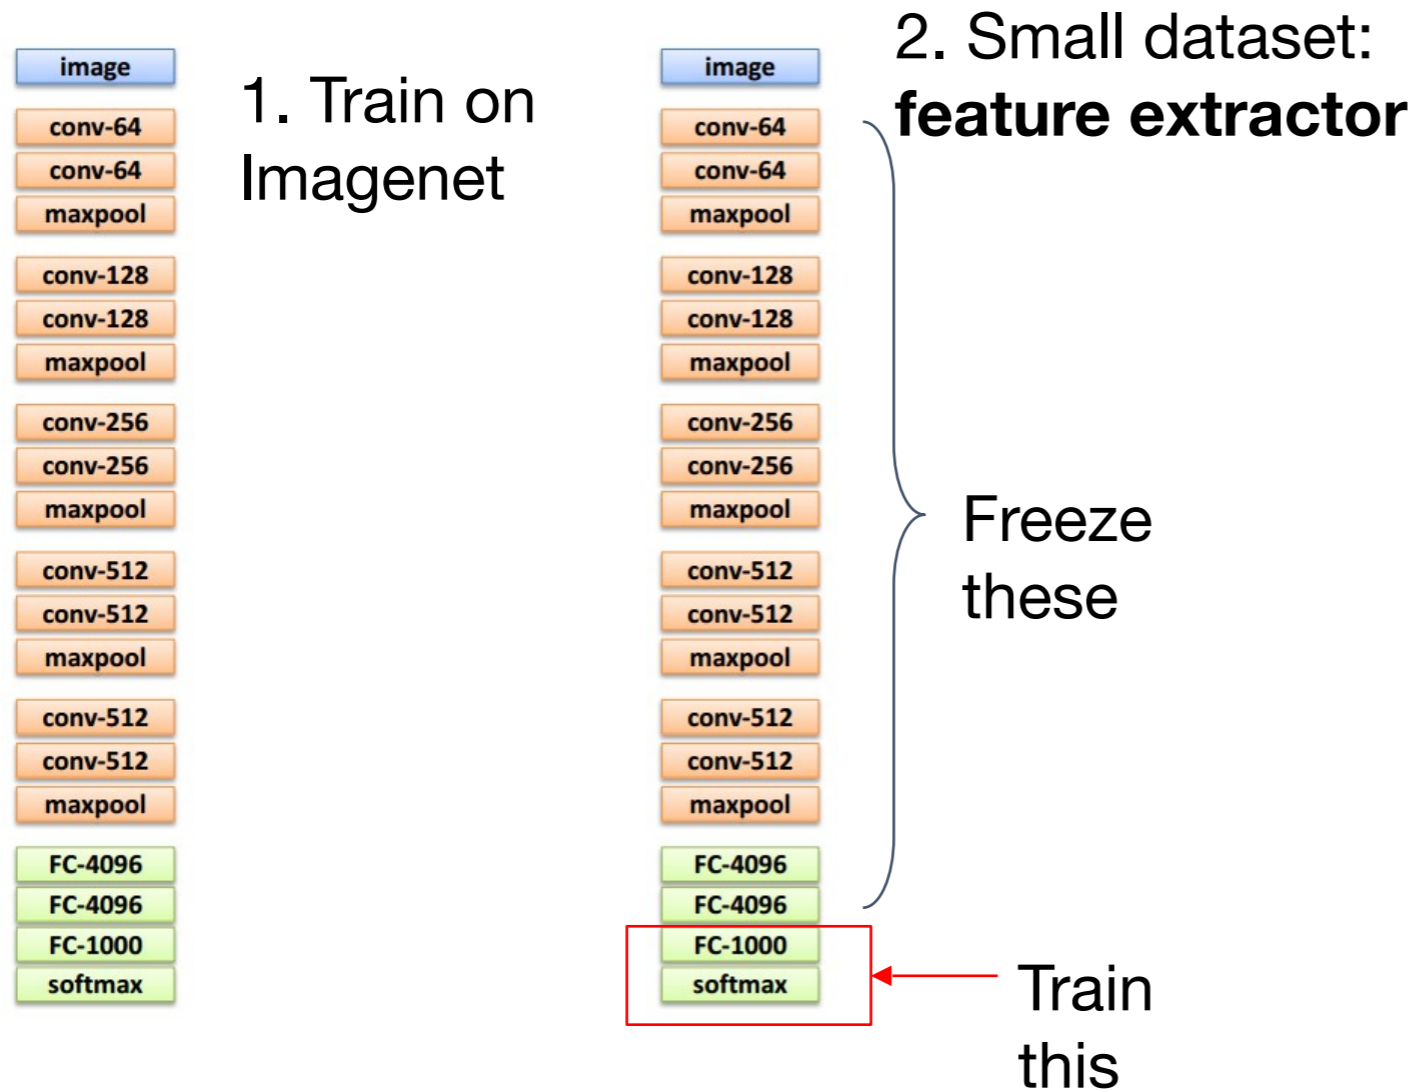 image
conv-64
conv-64
maxpool
conv-128
conv-128
maxpool
conv-256
conv-256
maxpool
conv-512
conv-512
maxpool
conv-512
conv-512
maxpool
FC-4096
FC-4096
FC-1000
softmax
1. Train on
Imagenet
image
conv-64
conv-64
maxpool
conv-128
conv-128
maxpool
conv-256
conv-256
maxpool
conv-512
conv-512
maxpool
conv-512
conv-512
maxpool
FC-4096
FC-4096
FC-1000
softmax
2. Small dataset:
feature extractor
Freeze
these
Train
this